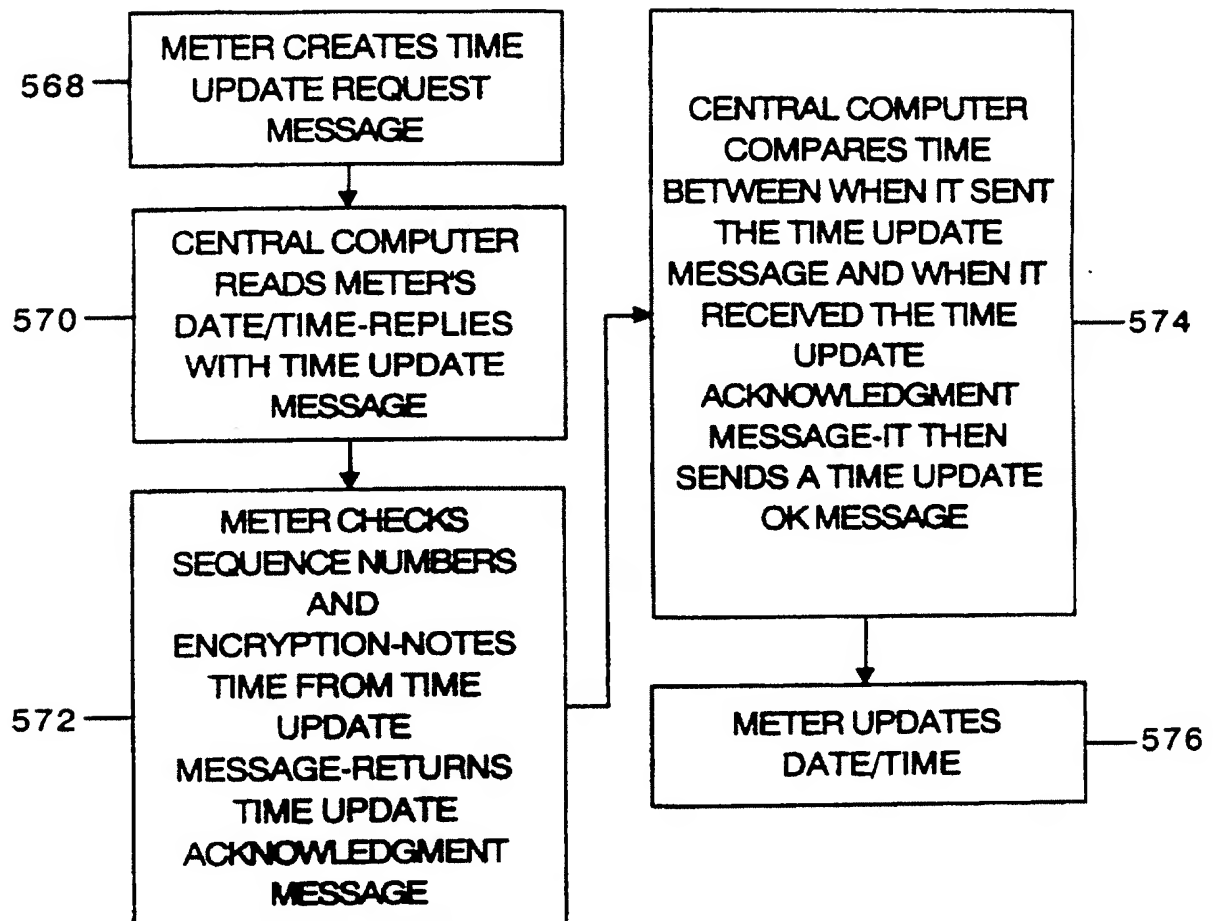 568
METER CREATES TIME
UPDATE REQUEST
MESSAGE
570
CENTRAL COMPUTER
READS METER'S
DATE/TIME-REPLIES
WITH TIME UPDATE
MESSAGE
572
METER CHECKS
SEQUENCE NUMBERS
AND
ENCRYPTION-NOTES
TIME FROM TIME
UPDATE
MESSAGE-RETURNS
TIME UPDATE
ACKNOWLEDGMENT
MESSAGE
CENTRAL COMPUTER
COMPARES TIME
BETWEEN WHEN IT SENT
THE TIME UPDATE
MESSAGE AND WHEN IT
RECEIVED THE TIME
UPDATE
ACKNOWLEDGMENT
MESSAGE-IT THEN
SENDS A TIME UPDATE
OK MESSAGE
574
METER UPDATES
DATE/TIME
576